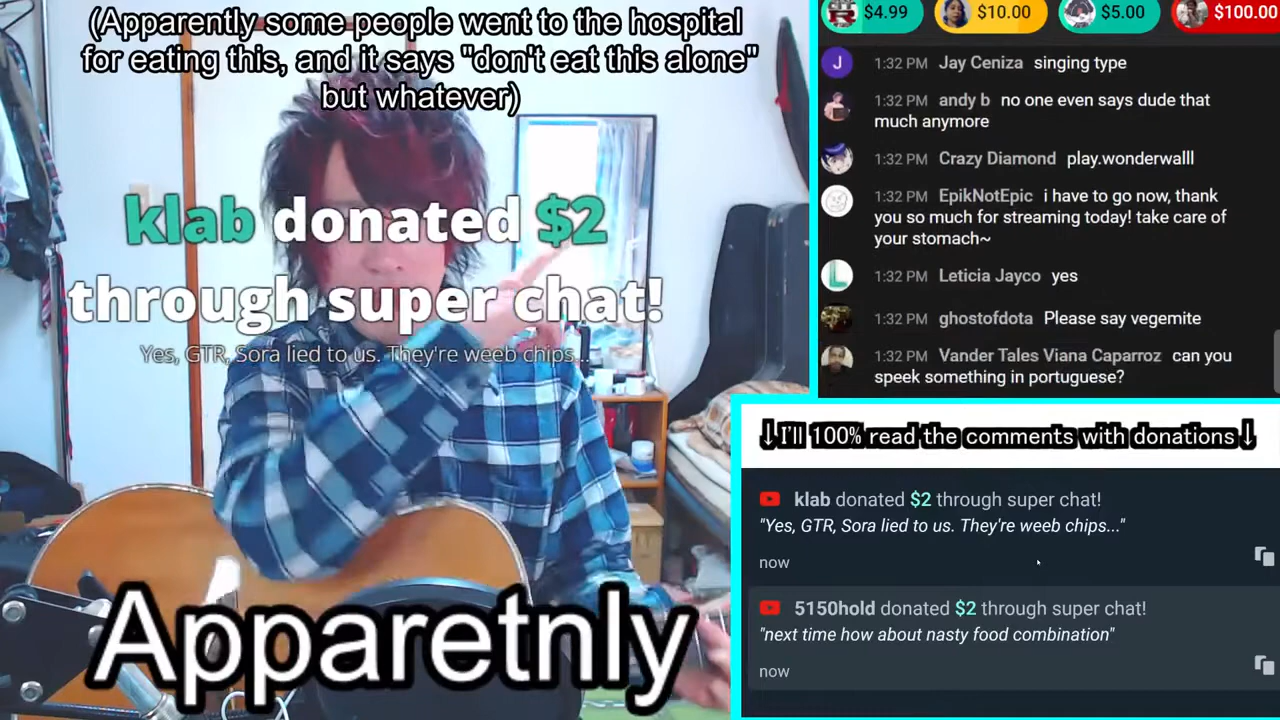 (Apparently some people went to the hospital
for eating this, and it says "don't eat this alone"
but whatever)
klab donated $2
through super chat!
Yes, GTR, Sora lied to us. They're weeb chips...
Apparetnly
$4.99
$10.00
$5.00
$100.00
J
1:32 PM Jay Ceniza singing type
1:32 PM andy b no one even says dude that
much anymore
1:32 PM Crazy Diamond play.wonderwalll
1:32 PM EpikNotEpic i have to go now, thank
you so much for streaming today! take care of
your stomach~
L
1:32 PM Leticia Jayco yes
1:32 PM ghostofdota Please say vegemite
1:32 PM Vander Tales Viana Caparroz can you
speek something in portuguese?
↓I'll 100% read the comments with donations↓
klab donated $2 through super chat!
"Yes, GTR, Sora lied to us. They're weeb chips..."
now
5150hold donated $2 through super chat!
"next time how about nasty food combination"
now